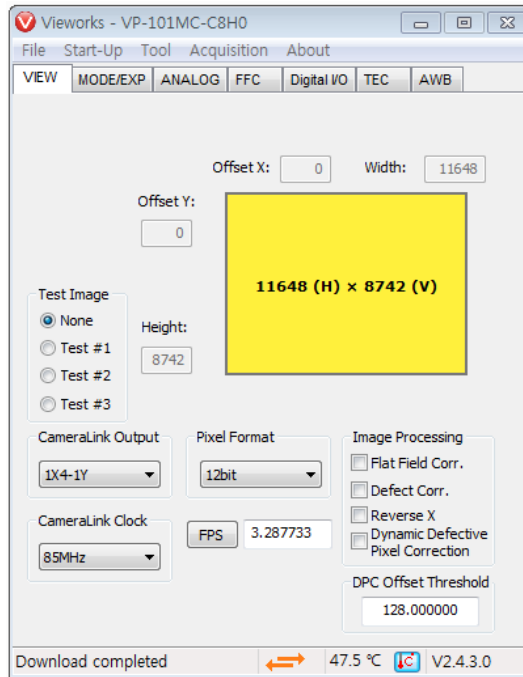 Vieworks - VP-101MC-C8H0
File Start-Up Tool Acquisition About
VIEW MODE/EXP ANALOG FFC Digital I/O TEC AWB
Offset X: 0 Width: 11648
Offset Y:
0
11648 (H) × 8742 (V)
Test Image
None
Test #1
Test #2
Test #3
Height:
8742
CameraLink Output
1X4-1Y
Pixel Format
12bit
Image Processing
Flat Field Corr.
Defect Corr.
Reverse X
Dynamic Defective
Pixel Correction
CameraLink Clock
85MHz
FPS 3.287733
DPC Offset Threshold
128.000000
Download completed 47.5 ℃ V2.4.3.0